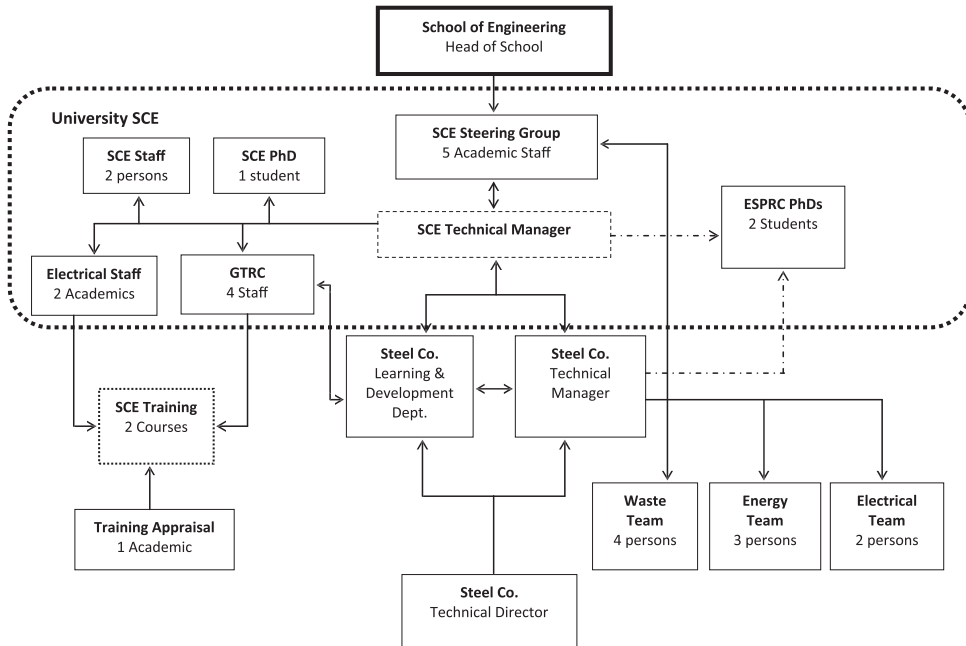 School of Engineering
Head of School
University SCE
SCE Steering Group
5 Academic Staff
SCE Staff
2 persons
SCE PhD
1 student
ESPRC PhDs
2 Students
SCE Technical Manager
Electrical Staff
2 Academics
GTRC
4 Staff
Steel Co.
Learning &
Development
Dept.
Steel Co.
Technical
Manager
SCE Training
2 Courses
Waste
Team
4 persons
Energy
Team
3 persons
Electrical
Team
2 persons
Training Appraisal
1 Academic
Steel Co.
Technical Director